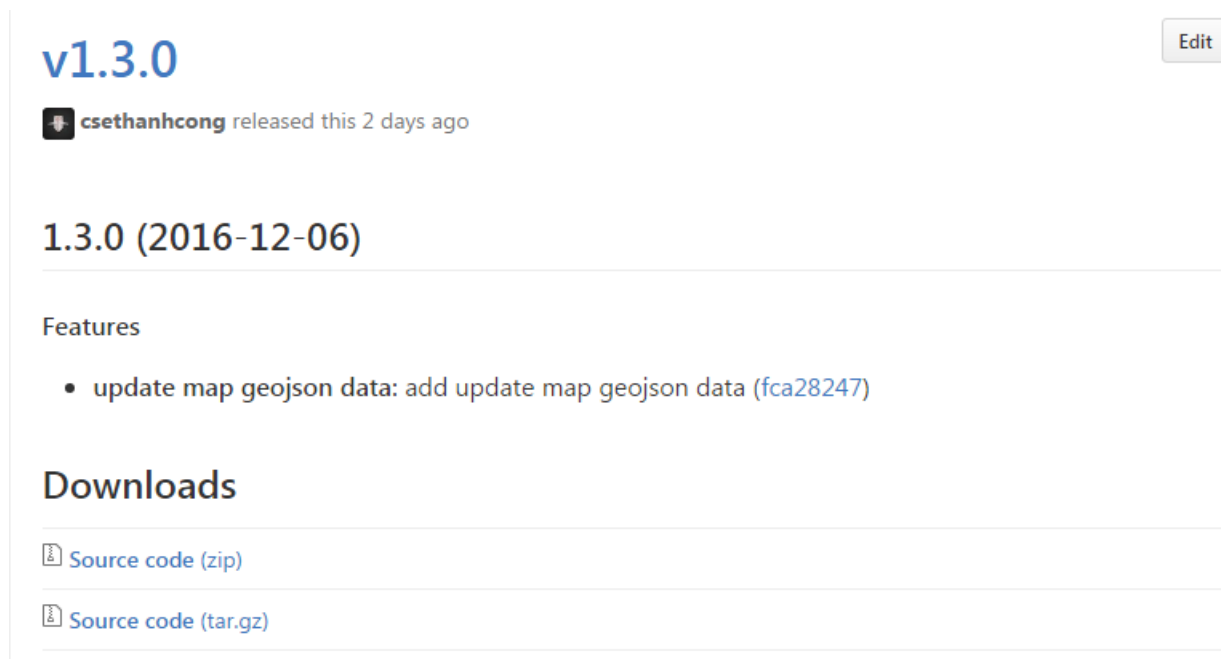 v1.3.0
Edit
csethanhcong released this 2 days ago
1.3.0 (2016-12-06)
Features
• update map geojson data: add update map geojson data (fca28247)
Downloads
Source code (zip)
Source code (tar.gz)